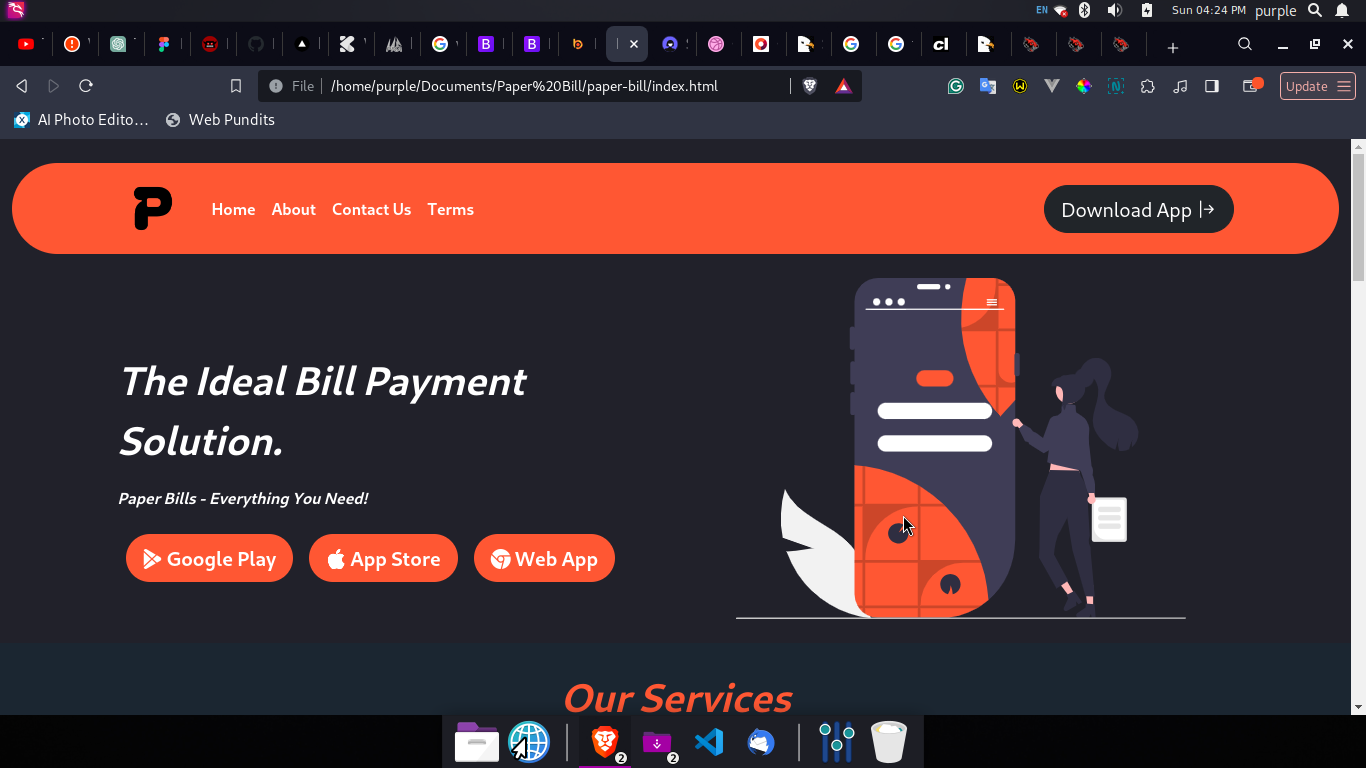 EN
Sun 04:24 PM
purple
File
/home/purple/Documents/Paper%20Bill/paper-bill/index.html
Update
AI Photo Edito…
Web Pundits
P
Home
About
Contact Us
Terms
Download App
The Ideal Bill Payment
Solution.
Paper Bills - Everything You Need!
Google Play
App Store
Web App
Our Services
2
2